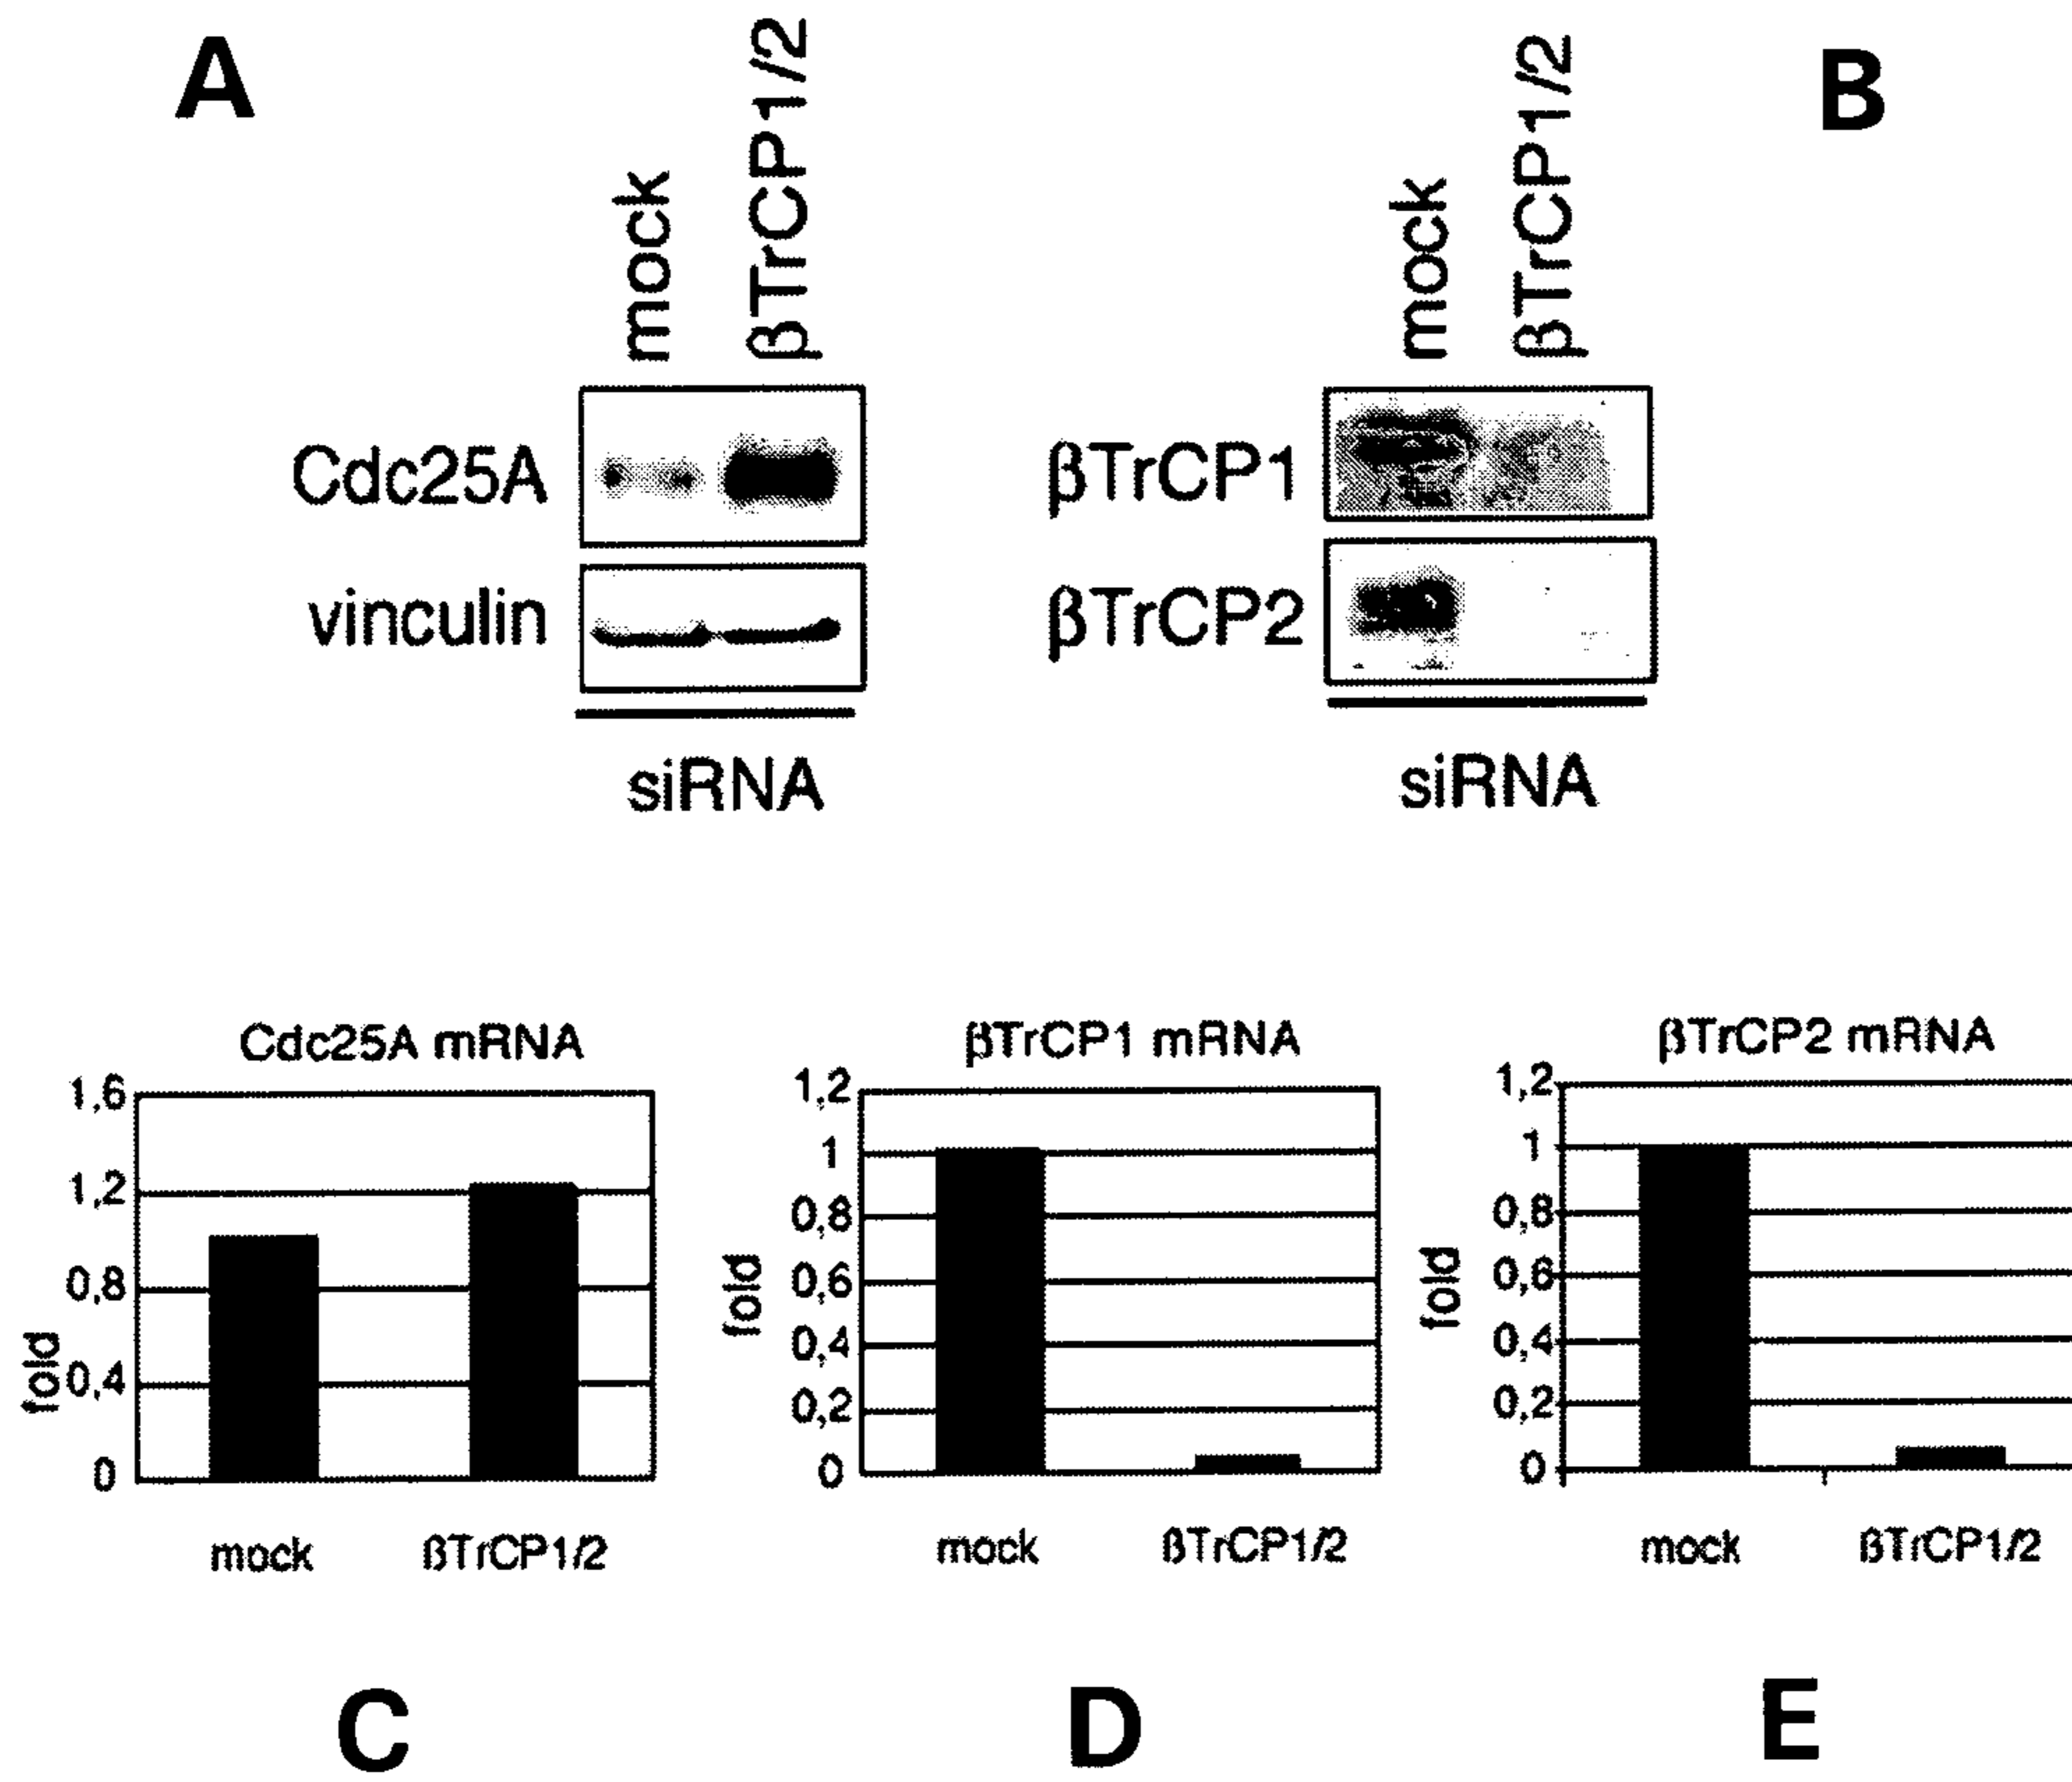 A
mock
βTrCP1/2
Cdc25A
vinculin
siRNA
B
mock
βTrCP1/2
βTrCP1
βTrCP2
siRNA
Cdc25A mRNA
1,6
1,2
0,8
0,4
0
fold
mock
βTrCP1/2
C
βTrCP1 mRNA
1,2
1
0,8
0,6
0,4
0,2
0
fold
mock
βTrCP1/2
D
βTrCP2 mRNA
1,2
1
0,8
0,6
0,4
0,2
0
fold
mock
βTrCP1/2
E